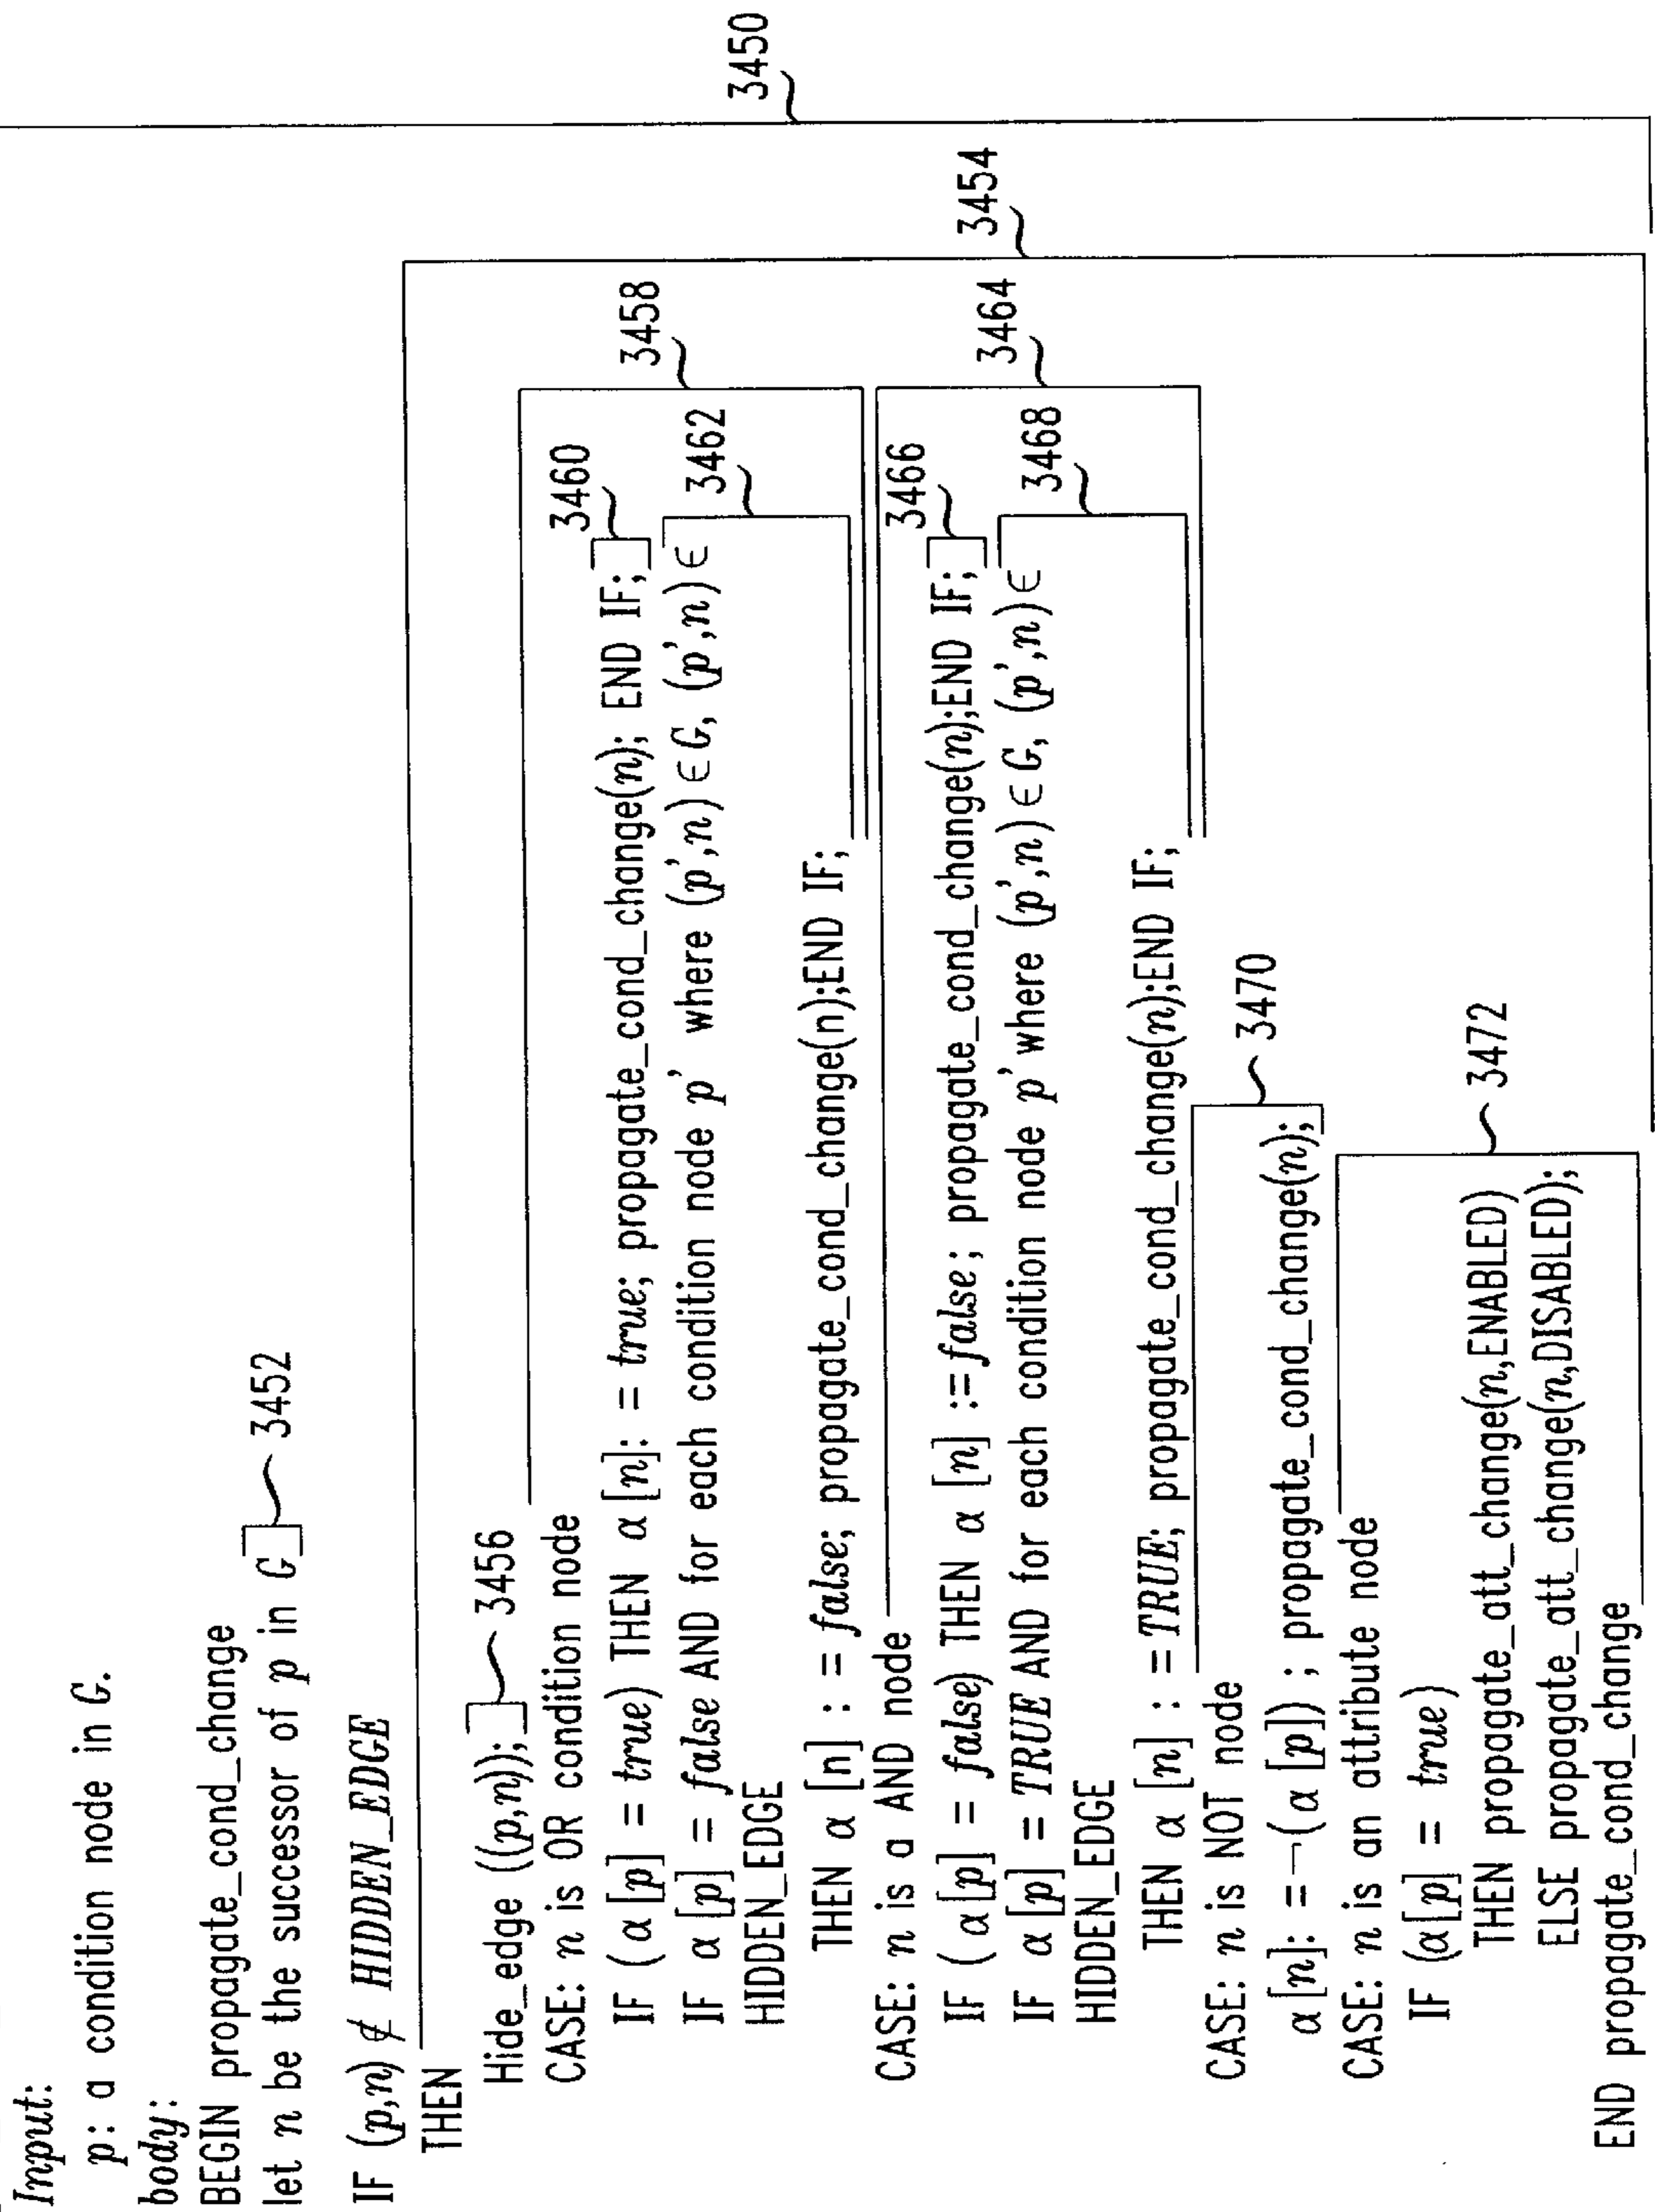 Input:
p: a condition node in G.
body:
BEGIN propagate_cond_change
let n be the successor of p in G 3452
IF (p,n) ∉ HIDDEN_EDGE
THEN
Hide_edge ((p,n)); 3456
CASE: n is OR condition node
IF (α[p] = true) THEN α[n]: = true; propagate_cond_change(n); END IF; 3460
IF α[p] = false AND for each condition node p' where (p',n) ∈ G, (p',n) ∈ 3462
HIDDEN_EDGE
THEN α [n] : = false; propagate_cond_change(n);END IF;
3458
CASE: n is a AND node
IF ( α[p] = false) THEN α [n] :=false; propagate_cond_change(n);END IF; 3466
IF α [p] = TRUE AND for each condition node p' where (p',n) ∈ G, (p',n) ∈ 3468
HIDDEN_EDGE
THEN α [n] : =TRUE; propagate_cond_change(n);END IF;
3464
CASE: n is NOT node
α[n]: = ¬( α [p]) ; propagate_cond_change(n); 3470
CASE: n is an attribute node
IF (α[p] = true)
THEN propagate_att_change(n,ENABLED) 3472
ELSE propagate_att_change(n,DISABLED);
END propagate_cond_change
3454
3450